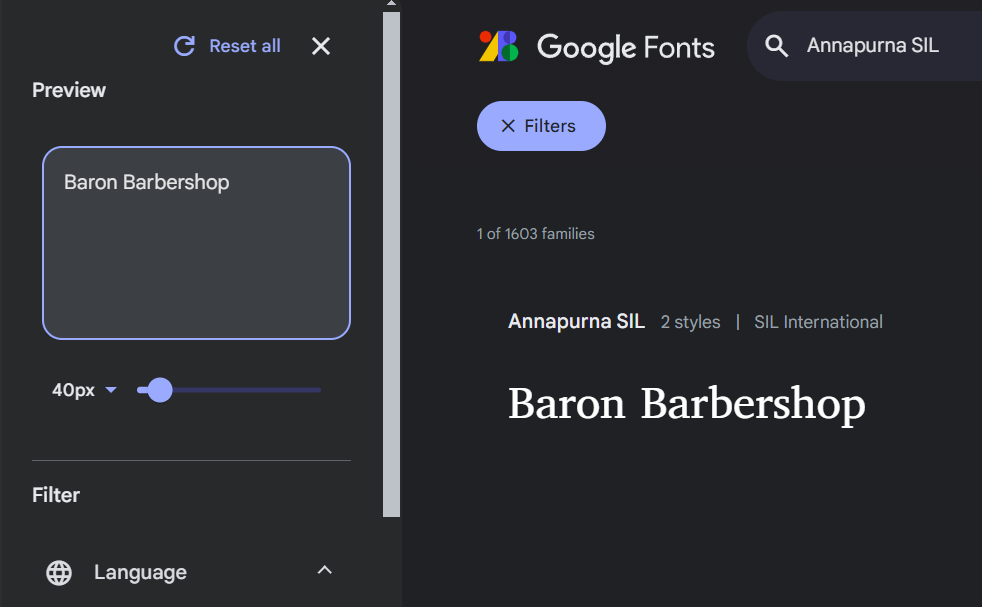 Reset all
Preview
Baron Barbershop
40px
Filter
Language
Google Fonts
Annapurna SIL
Filters
1 of 1603 families
Annapurna SIL 2 styles | SIL International
Baron Barbershop